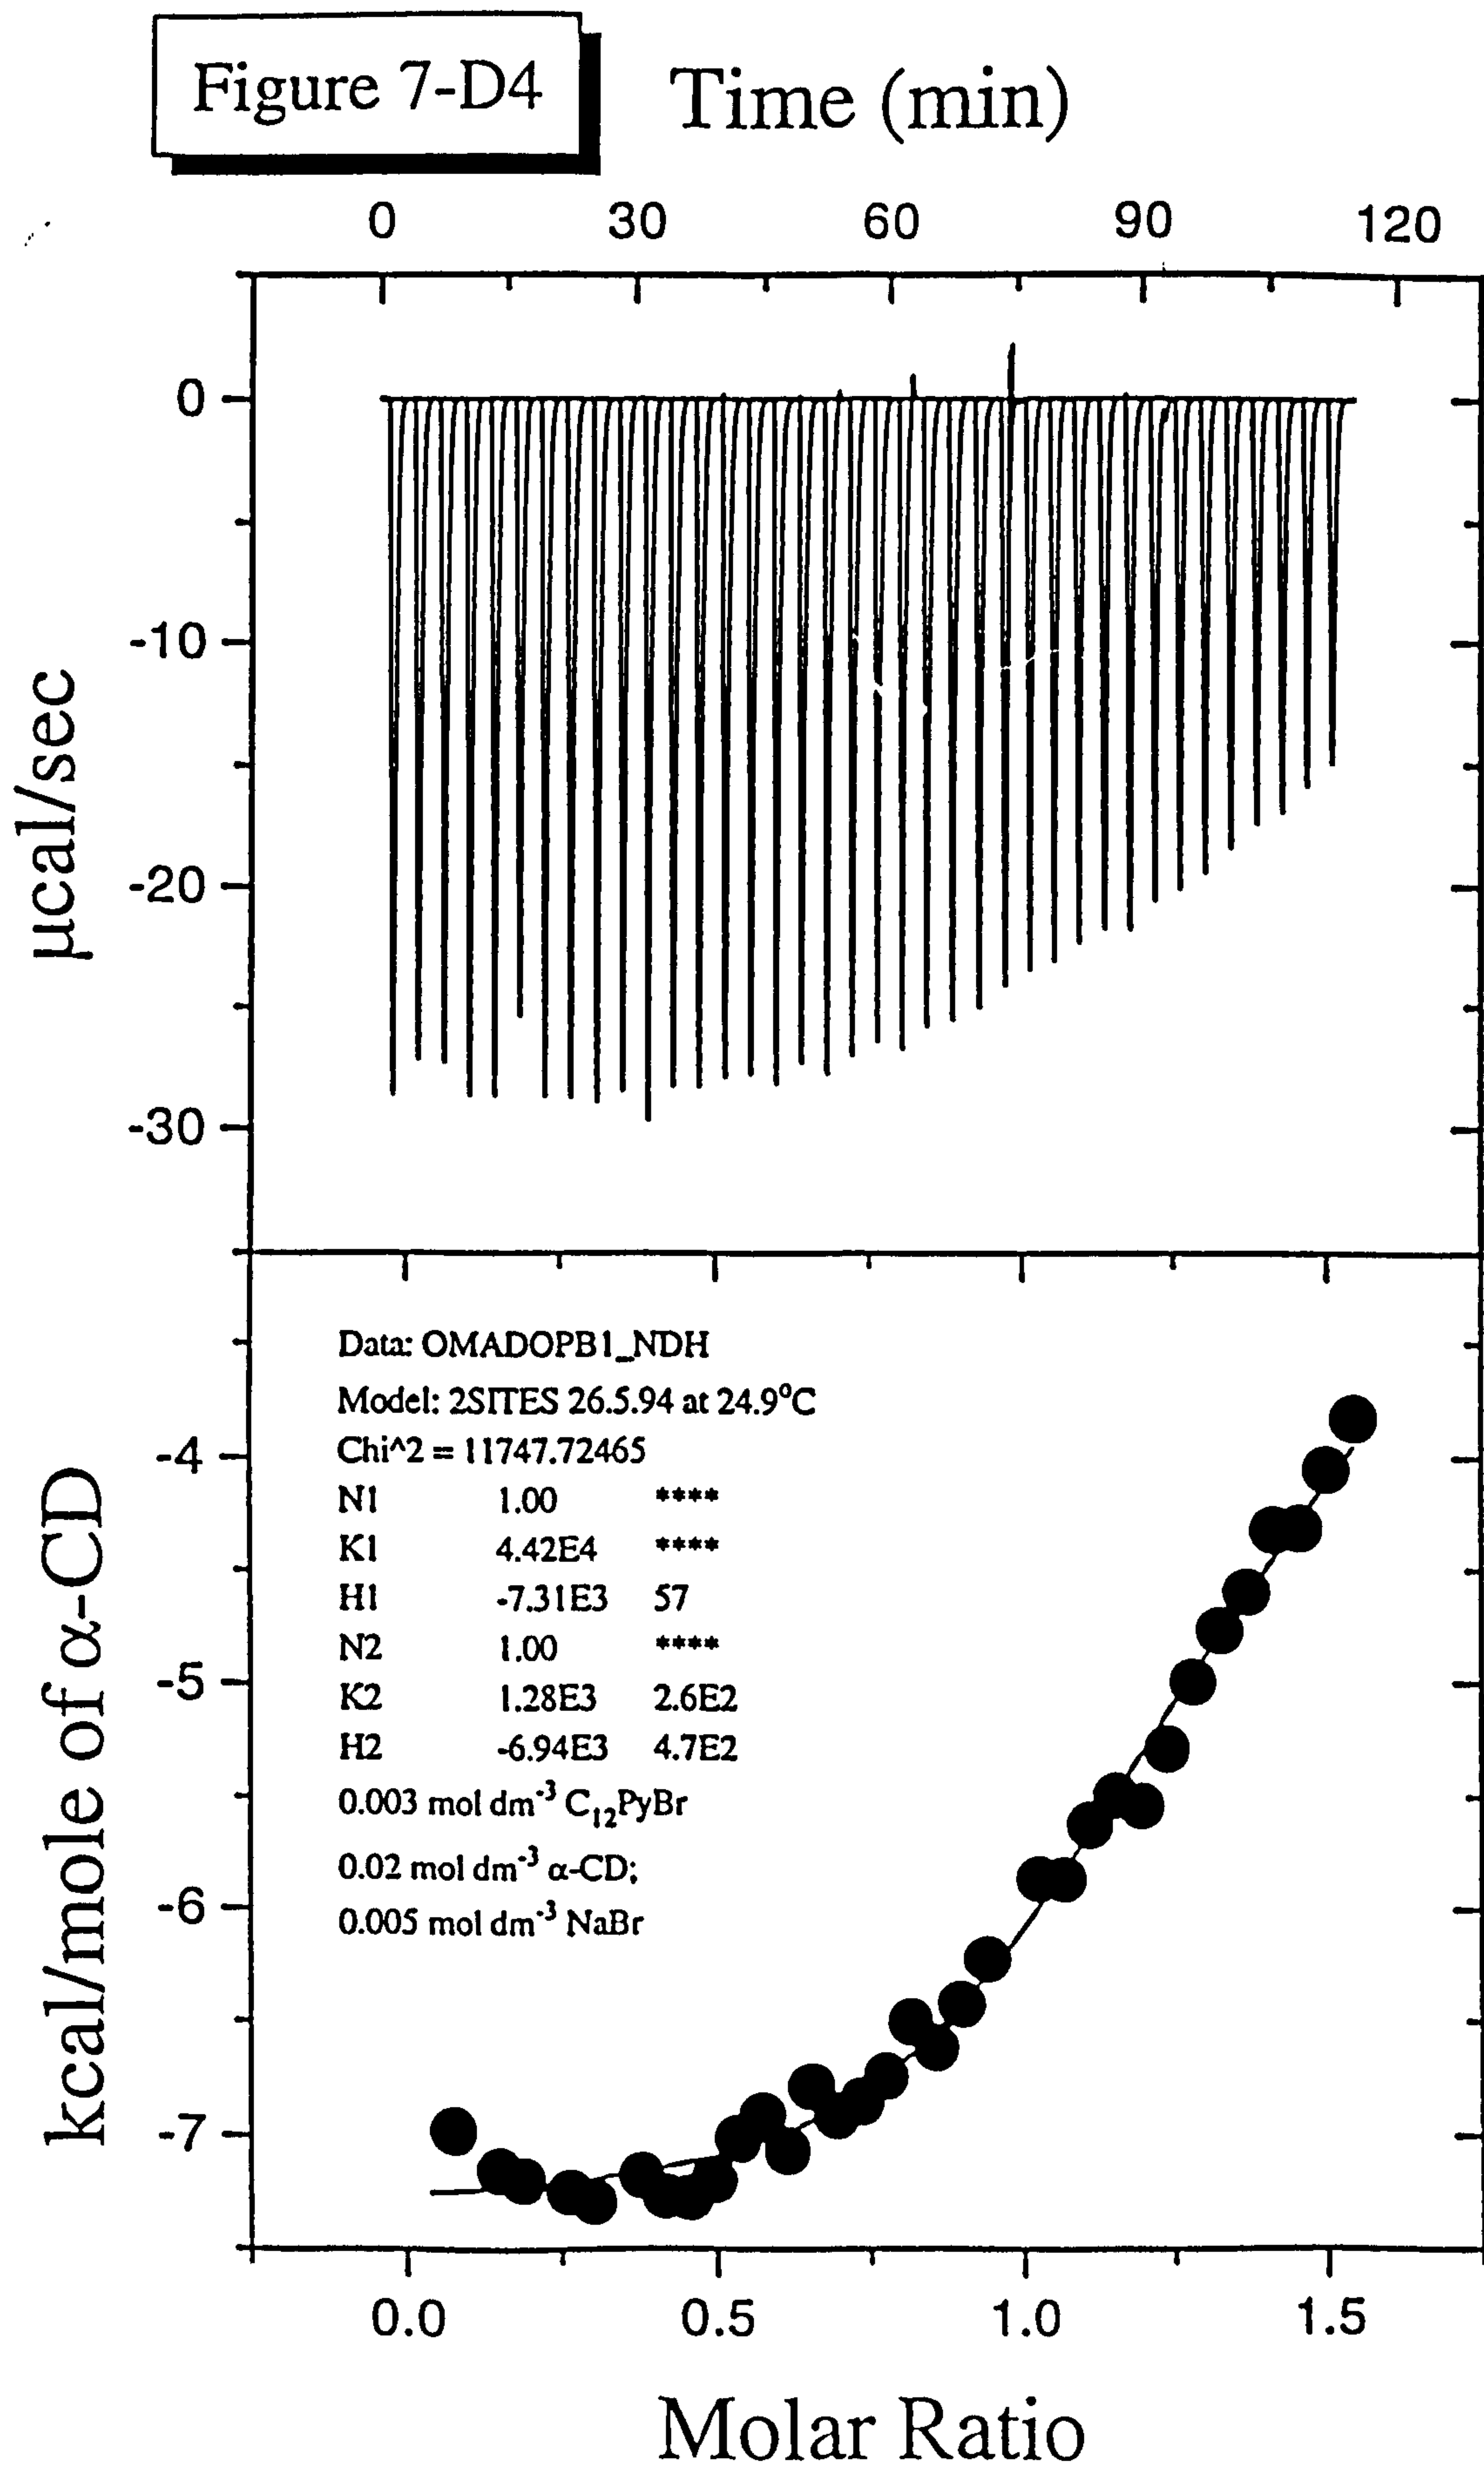 Figure 7-D4
Time (min)
0 30 60 90 120
0
-10
-20
-30
μcal/sec
Data: OMADOPB1_NDH
Model: 2SITES 26.5.94 at 24.9°C
Chi^2 = 11747.72465
N1 1.00 ****
K1 4.42E4 ****
H1 -7.31E3 57
N2 1.00 ****
K2 1.28E3 2.6E2
H2 -6.94E3 4.7E2
0.003 mol dm⁻³ C₁₂PyBr
0.02 mol dm⁻³ α-CD;
0.005 mol dm⁻³ NaBr
-4
-5
-6
-7
kcal/mole of α-CD
0.0 0.5 1.0 1.5
Molar Ratio